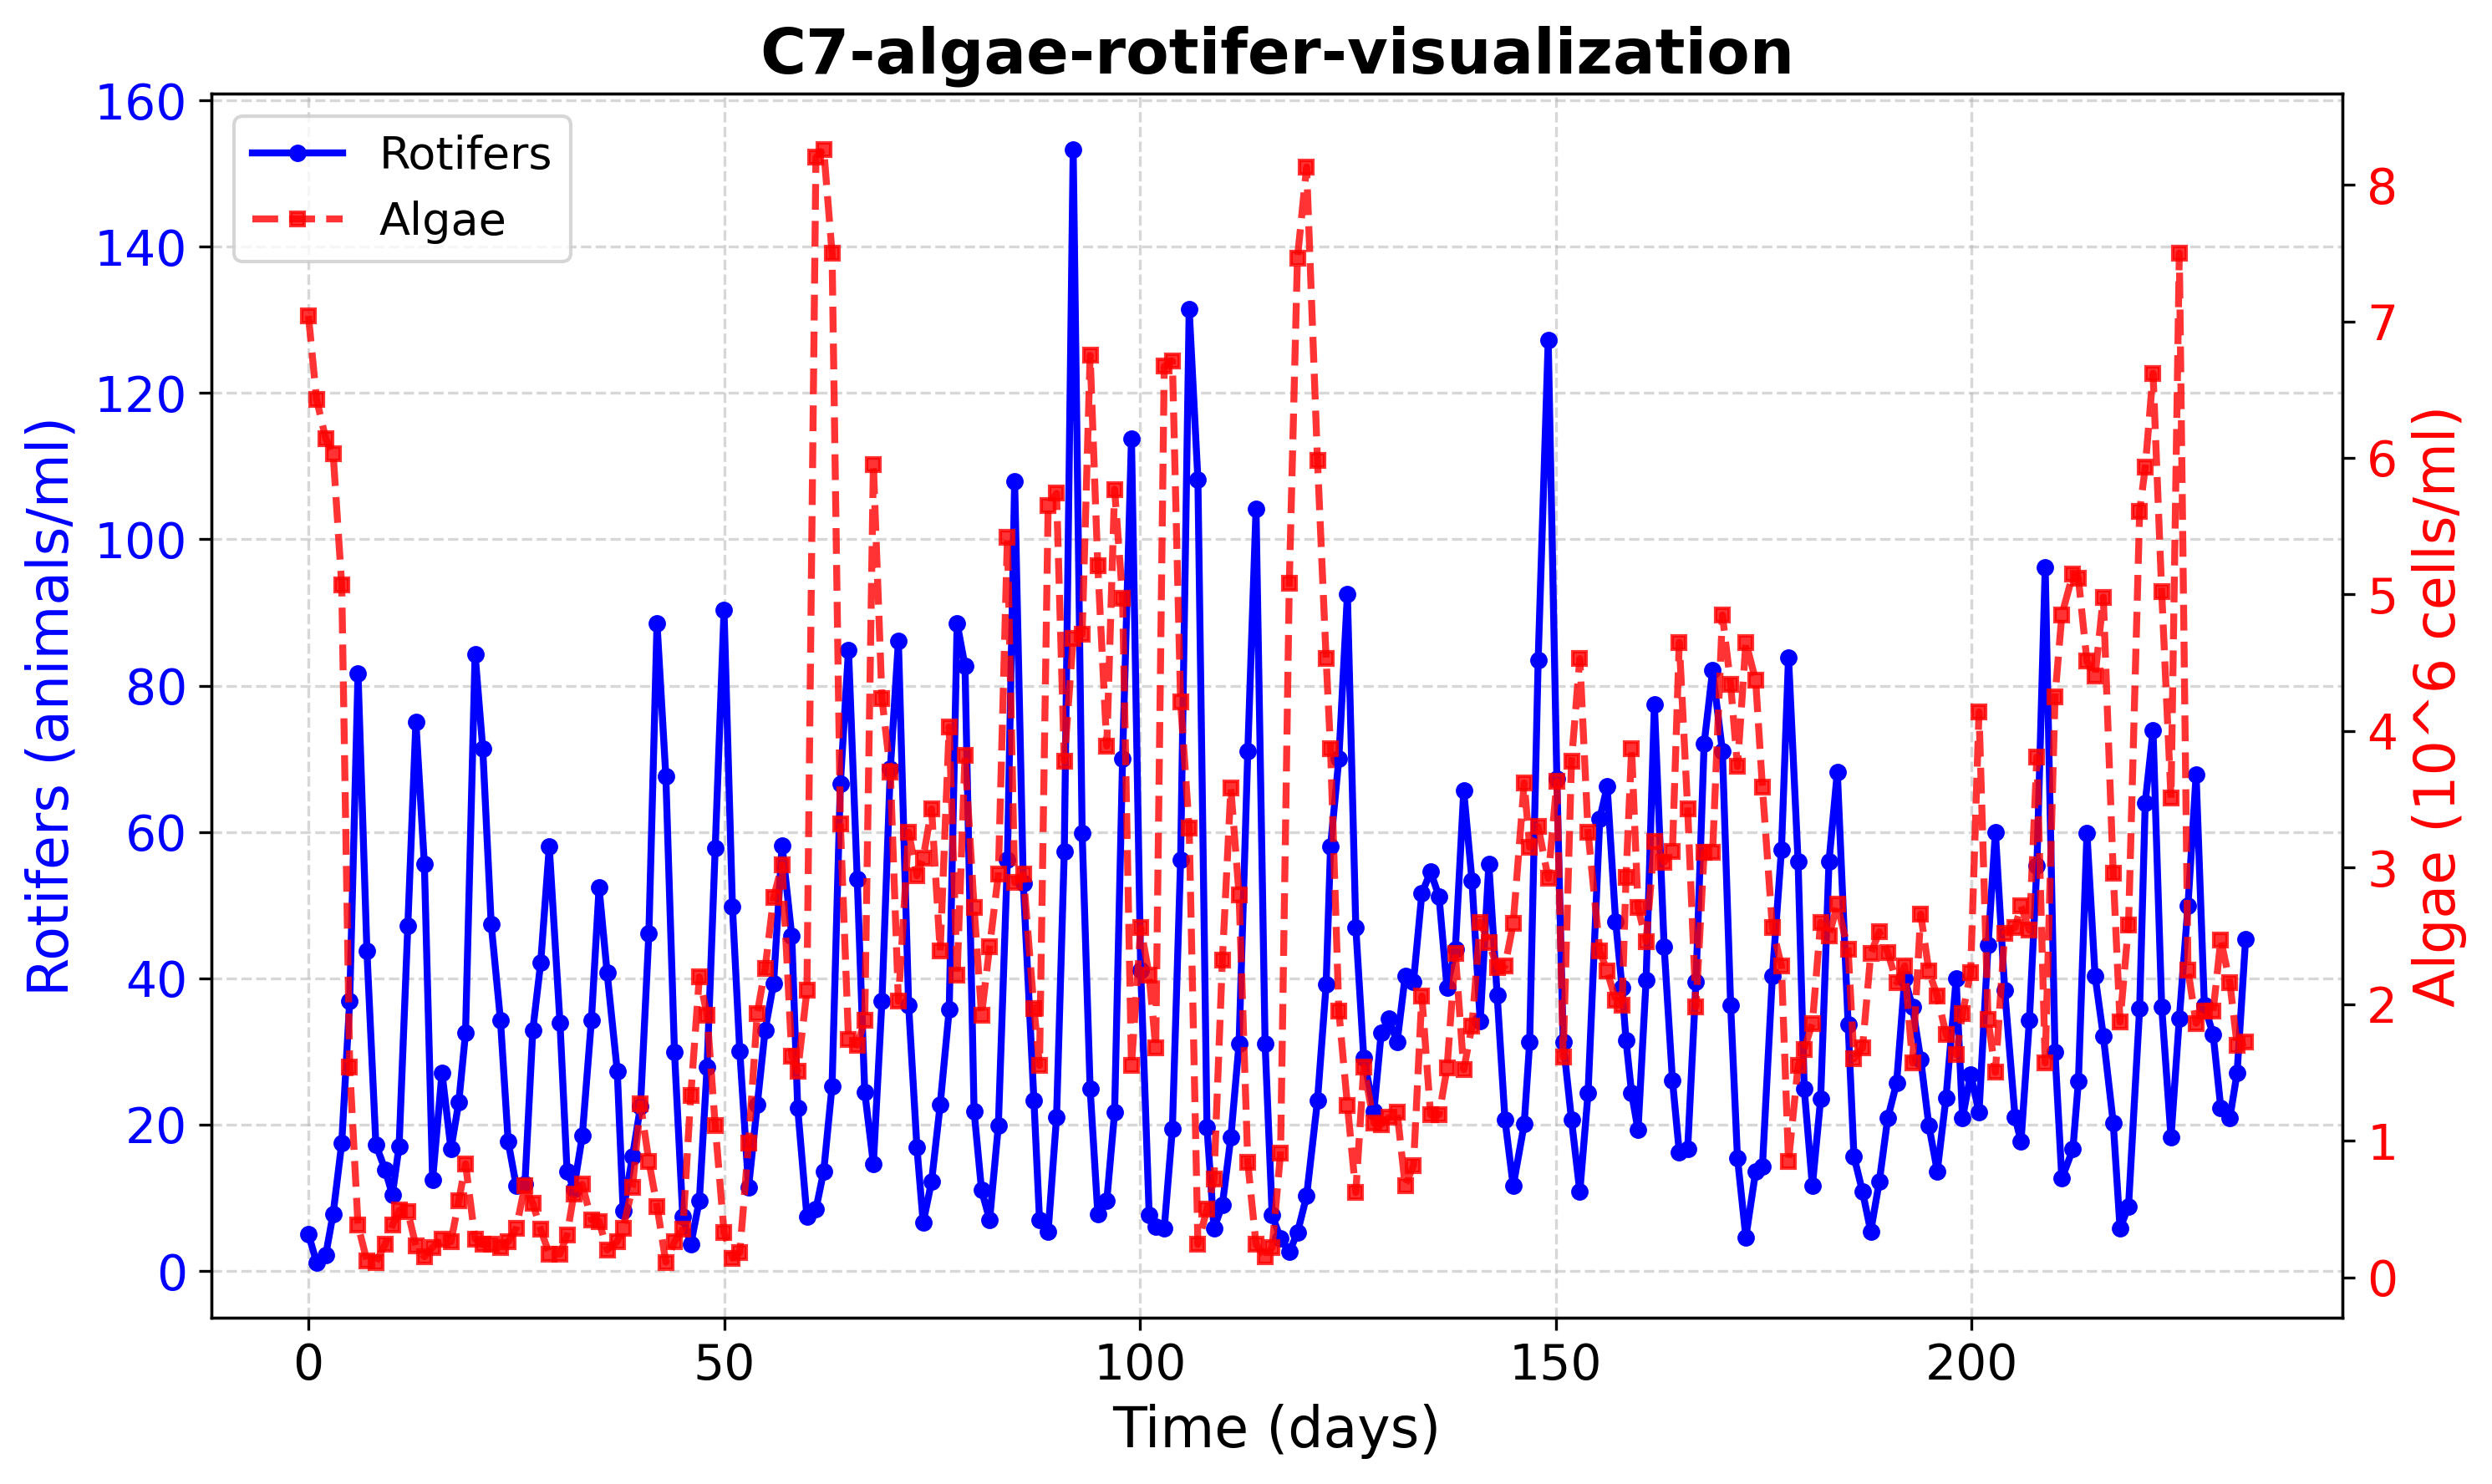 C7-algae-rotifer-visualization
Rotifers
Algae
Rotifers (animals/ml)
160
140
120
100
80
60
40
20
0
Algae (10^6 cells/ml)
8
7
6
5
4
3
2
1
0
0 50 100 150 200
Time (days)